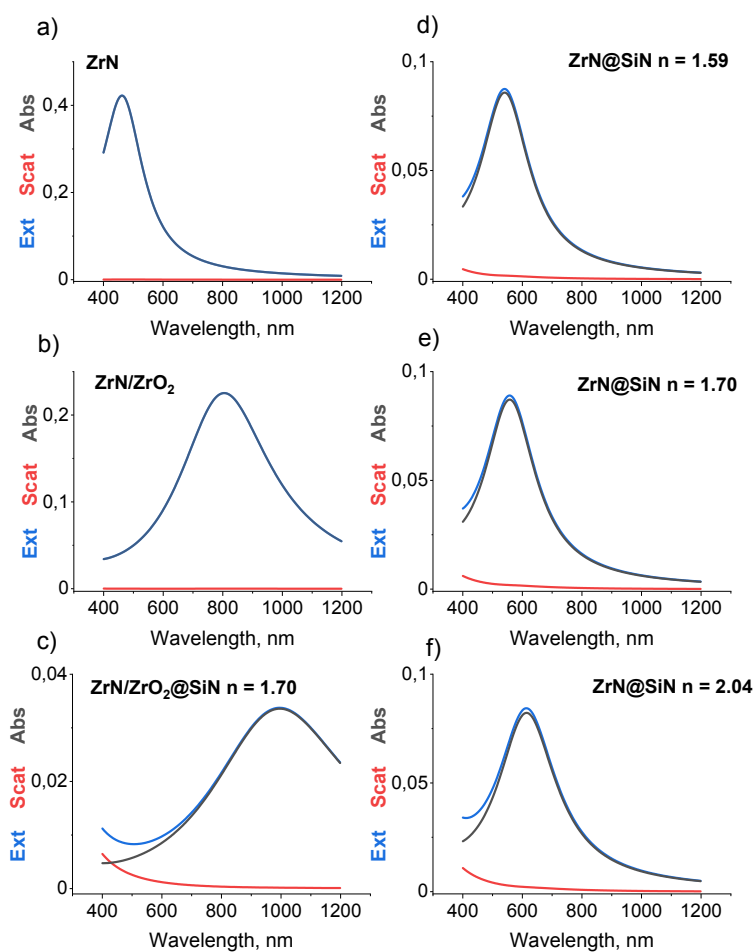 a)
ZrN
Ext Scat Abs
0,4
0,2
0
400 600 800 1000 1200
Wavelength, nm
b)
ZrN/ZrO₂
Ext Scat Abs
0,2
0,1
0
400 600 800 1000 1200
Wavelength, nm
c)
ZrN/ZrO₂@SiN n = 1.70
Ext Scat Abs
0,04
0,02
0
400 600 800 1000 1200
Wavelength, nm
d)
ZrN@SiN n = 1.59
Ext Scat Abs
0,1
0,05
0
400 600 800 1000 1200
Wavelength, nm
e)
ZrN@SiN n = 1.70
Ext Scat Abs
0,1
0,05
0
400 600 800 1000 1200
Wavelength, nm
f)
ZrN@SiN n = 2.04
Ext Scat Abs
0,1
0,05
0
400 600 800 1000 1200
Wavelength, nm